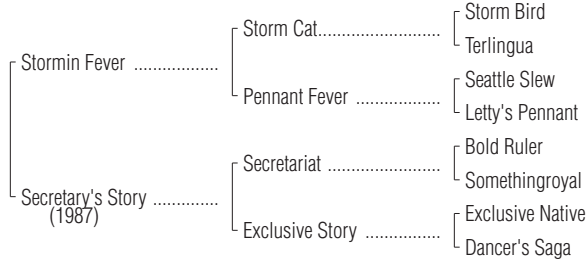 Storm Bird
Storm Cat..........................
Terlingua
Stormin Fever ..................
Seattle Slew
Pennant Fever ..................
Letty's Pennant
Bold Ruler
Secretariat ........................
Somethingroyal
Secretary's Story ..............
(1987)
Exclusive Native
Exclusive Story ................
Dancer's Saga